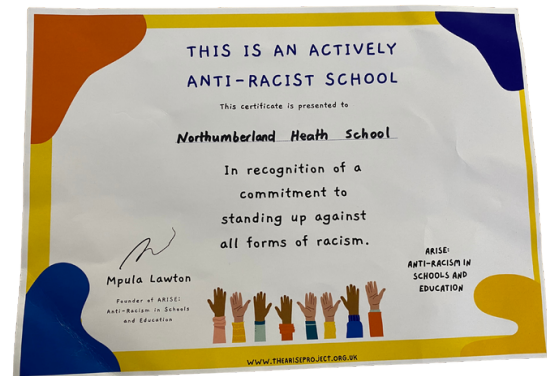 THIS IS AN ACTIVELY
ANTI-RACIST SCHOOL
This certificate is presented to
Northumberland Heath School
In recognition of a
commitment to
standing up against
all forms of racism.
Mpula Lawton
Founder of ARISE:
Anti-Racism in Schools
and Education
ARISE:
ANTI-RACISM IN
SCHOOLS AND
EDUCATION
WWW.THEARISEPROJECT.ORG.UK